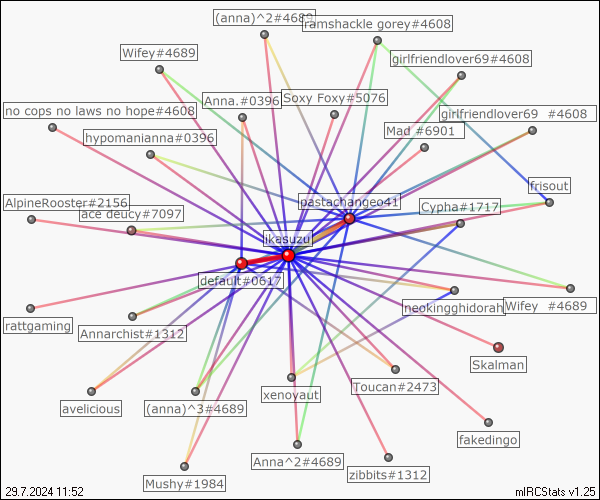 (anna)^2#4689
ramshackle gorey#4608
Wifey#4689
girlfriendlover69#4608
Anna.#0396
Soxy Foxy#5076
no cops no laws no hope#4608
girlfriendlover69 #4608
hypomanianna#0396
Mad #6901
frisout
AlpineRooster#2156
pastachangeo41
Cypha#1717
ace deucy#7097
ikasuzu
default#0617
neokingghidorah
Wifey #4689
rattgaming
Annarchist#1312
Skalman
Toucan#2473
xenoyaut
avelicious
(anna)^3#4689
fakedingo
Anna^2#4689
zibbits#1312
Mushy#1984
29.7.2024 11:52
mIRCStats v1.25